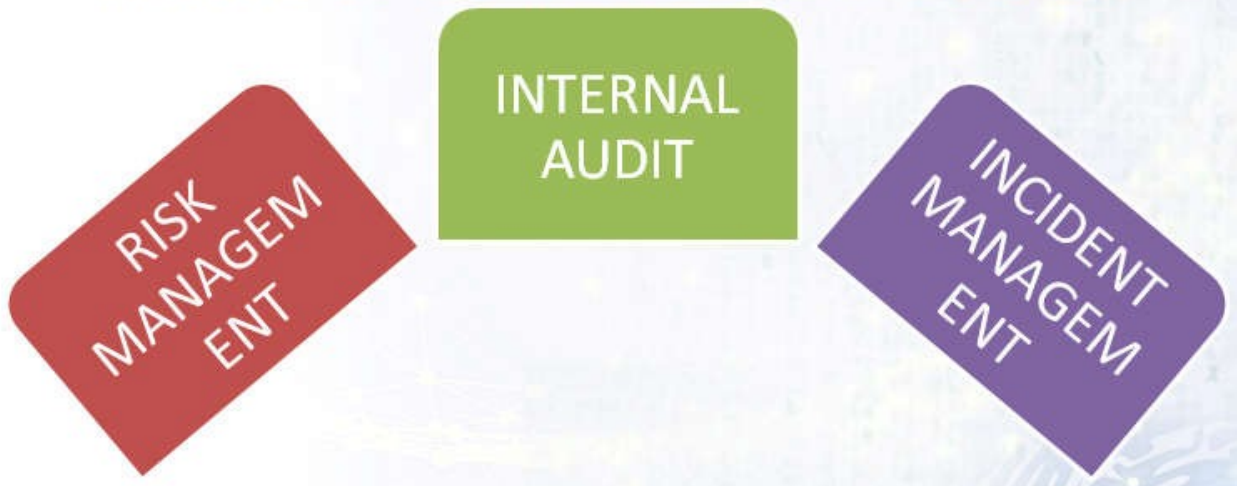 RISK
MANAGEM
ENT
INTERNAL
AUDIT
INCIDENT
MANAGEM
ENT